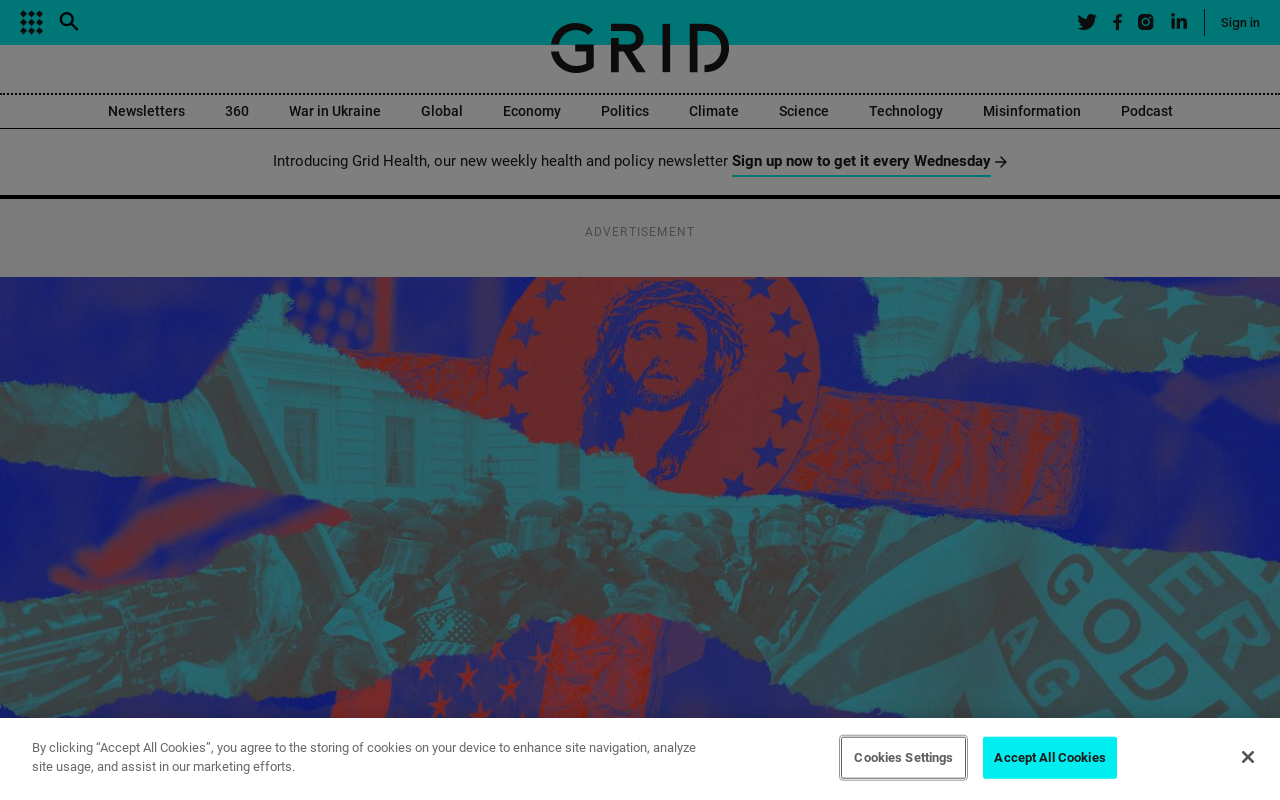 Sign in
GRID
Newsletters 360 War in Ukraine Global Economy Politics Climate Science Technology Misinformation Podcast
Introducing Grid Health, our new weekly health and policy newsletter Sign up now to get it every Wednesday
ADVERTISEMENT
GOD
AG
By clicking “Accept All Cookies”, you agree to the storing of cookies on your device to enhance site navigation, analyze
site usage, and assist in our marketing efforts.
Cookies Settings
Accept All Cookies